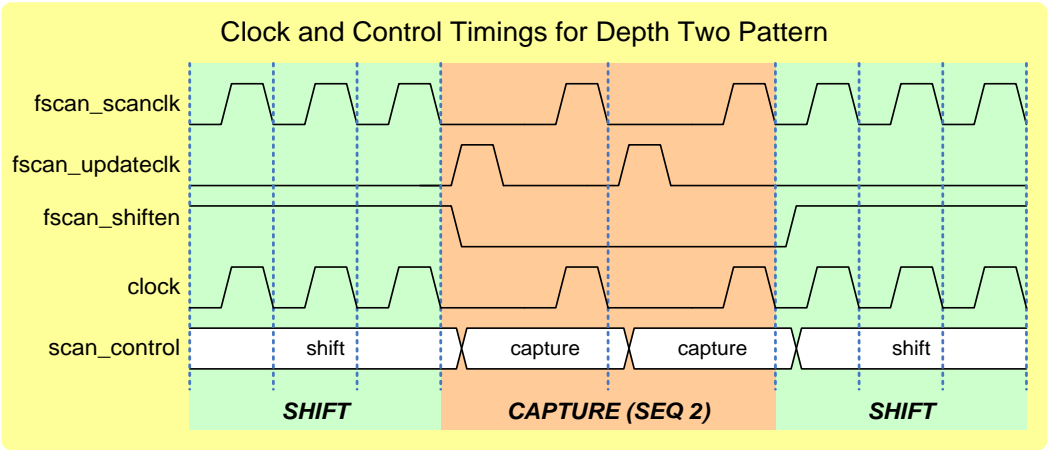 Clock and Control Timings for Depth Two Pattern
fscan_scanclk
fscan_updateclk
fscan_shiften
clock
scan_control
shift
capture
capture
shift
SHIFT
CAPTURE (SEQ 2)
SHIFT